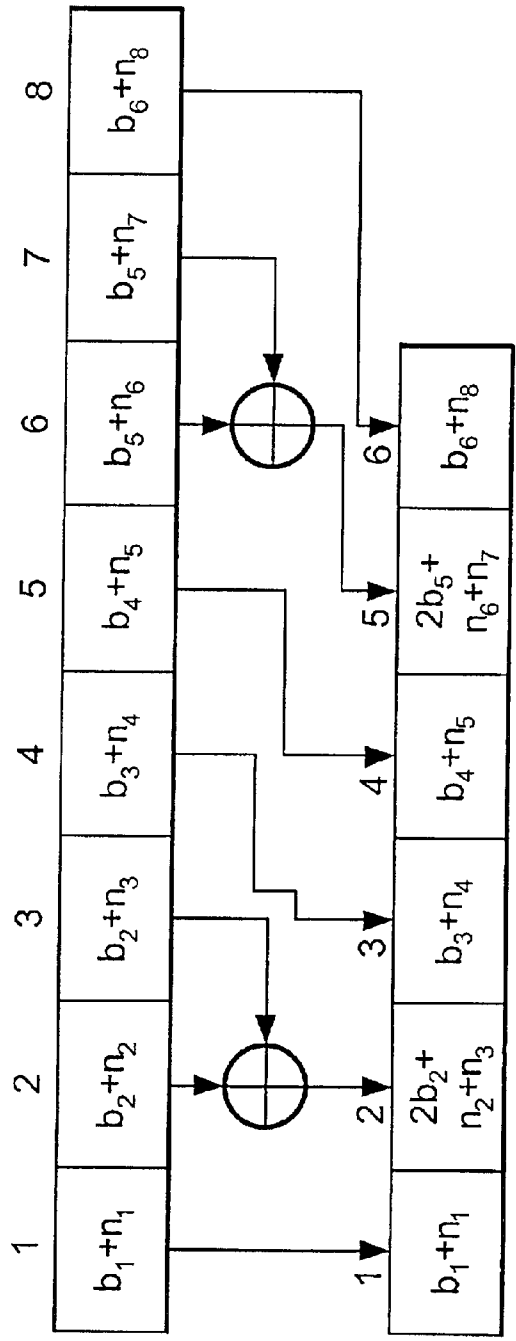 1 2 3 4 5 6 7 8
b₁+n₁ b₂+n₂ b₂+n₃ b₃+n₄ b₄+n₅ b₅+n₆ b₅+n₇ b₆+n₈
1 2 3 4 5 6
b₁+n₁ 2b₂+ b₃+n₄ b₄+n₅ 2b₅+ b₆+n₈
n₂+n₃ n₆+n₇